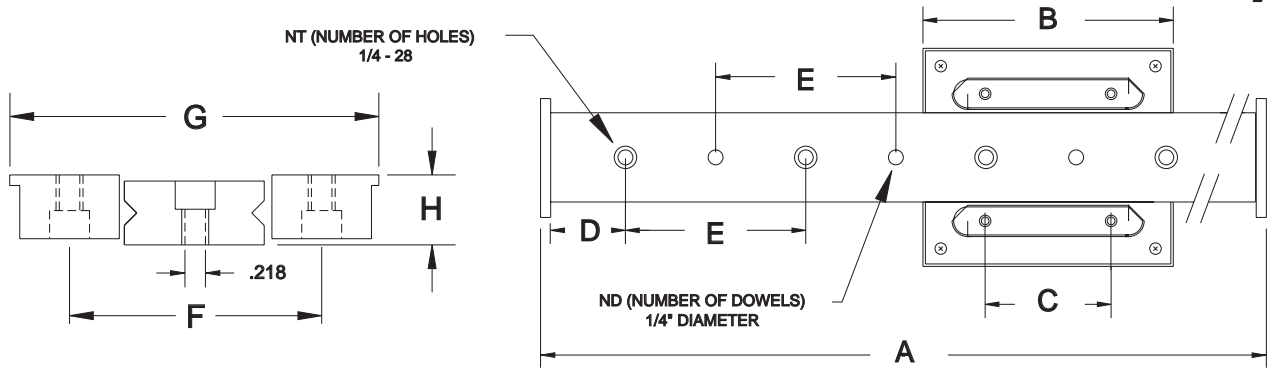 B
NT (NUMBER OF HOLES)
1/4 - 28
E
G
H
D
E
.218
F
ND (NUMBER OF DOWELS)
1/4" DIAMETER
C
A